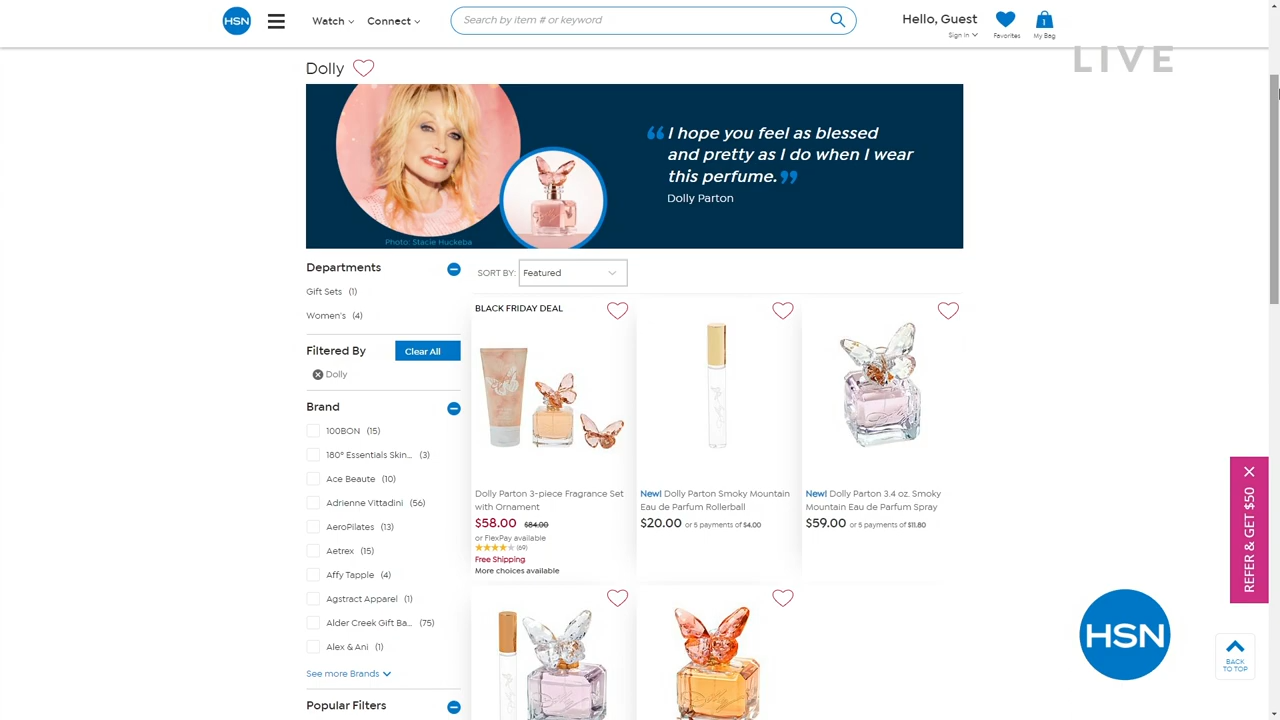 HSN
Watch
Connect
Search by item # or keyword
Hello, Guest
Sign In
Favorites
1
My Bag
LIVE
Dolly
“ I hope you feel as blessed
and pretty as I do when I wear
this perfume. ”
Dolly Parton
Photo: Stacie Huckeba
Departments
Gift Sets (1)
Women's (4)
Filtered By
Clear All
Dolly
Brand
100BON (15)
180° Essentials Skin... (3)
Ace Beaute (10)
Adrienne Vittadini (56)
AeroPilates (13)
Aetrex (15)
Affy Tapple (4)
Agstract Apparel (1)
Alder Creek Gift Ba... (75)
Alex & Ani (1)
See more Brands
Popular Filters
SORT BY: Featured
BLACK FRIDAY DEAL
Dolly Parton 3-piece Fragrance Set
with Ornament
$58.00 $84.00
or FlexPay available
(69)
Free Shipping
More choices available
New! Dolly Parton Smoky Mountain
Eau de Parfum Rollerball
$20.00 or 5 payments of $4.00
New! Dolly Parton 3.4 oz. Smoky
Mountain Eau de Parfum Spray
$59.00 or 5 payments of $11.80
REFER & GET $50
HSN
BACK
TO TOP